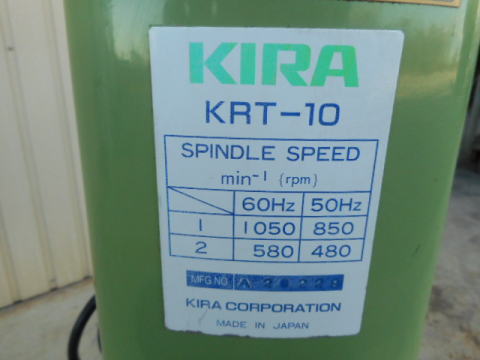 KIRA
KRT-10
SPINDLE SPEED
min-1 (rpm)
60Hz 50Hz
1 1050 850
2 580 480
MFG NO
KIRA CORPORATION
MADE IN JAPAN